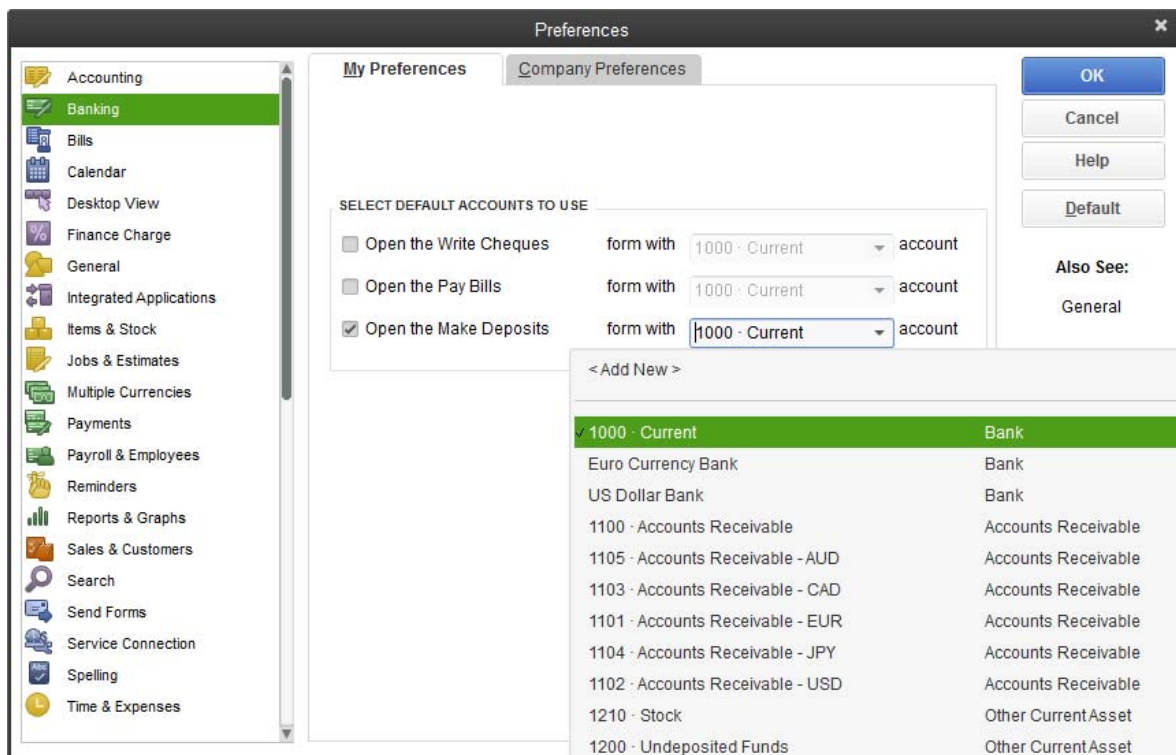 Preferences
Accounting
Banking
Bills
Calendar
Desktop View
Finance Charge
General
Integrated Applications
Items & Stock
Jobs & Estimates
Multiple Currencies
Payments
Payroll & Employees
Reminders
Reports & Graphs
Sales & Customers
Search
Send Forms
Service Connection
Spelling
Time & Expenses
My Preferences
Company Preferences
SELECT DEFAULT ACCOUNTS TO USE
Open the Write Cheques form with 1000 · Current account
Open the Pay Bills form with 1000 · Current account
Open the Make Deposits form with 1000 · Current account
< Add New >
1000 · Current Bank
Euro Currency Bank Bank
US Dollar Bank Bank
1100 · Accounts Receivable Accounts Receivable
1105 · Accounts Receivable - AUD Accounts Receivable
1103 · Accounts Receivable - CAD Accounts Receivable
1101 · Accounts Receivable - EUR Accounts Receivable
1104 · Accounts Receivable - JPY Accounts Receivable
1102 · Accounts Receivable - USD Accounts Receivable
1210 · Stock Other Current Asset
1200 · Undeposited Funds Other Current Asset
OK
Cancel
Help
Default
Also See:
General